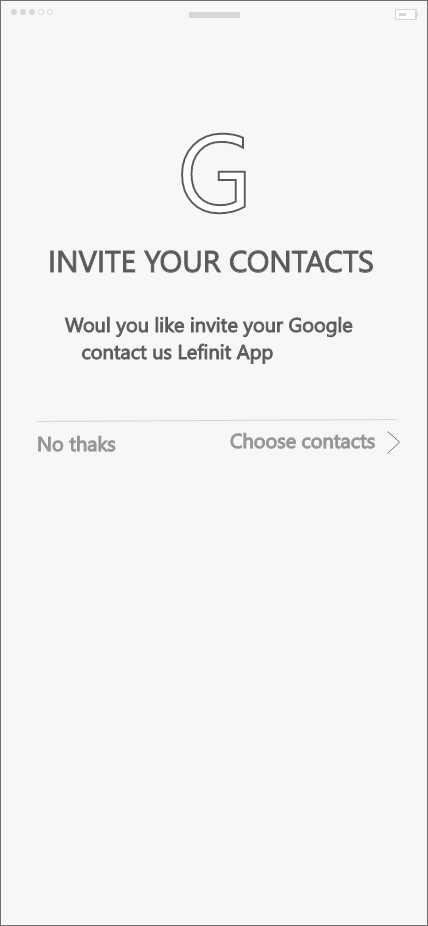 G
INVITE YOUR CONTACTS
Woul you like invite your Google
contact us Lefinit App
No thaks
Choose contacts